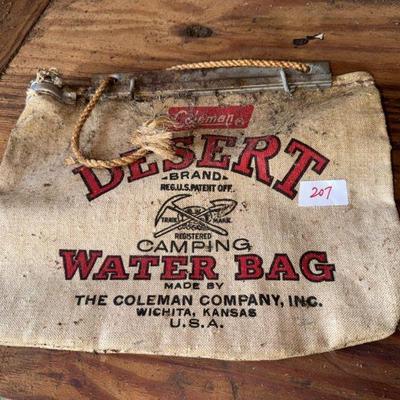 Coleman
DESERT
BRAND
REG.U.S.PATENT OFF.
207
TRADE MARK
REGISTERED
CAMPING
WATER BAG
MADE BY
THE COLEMAN COMPANY, INC.
WICHITA, KANSAS
U.S.A.